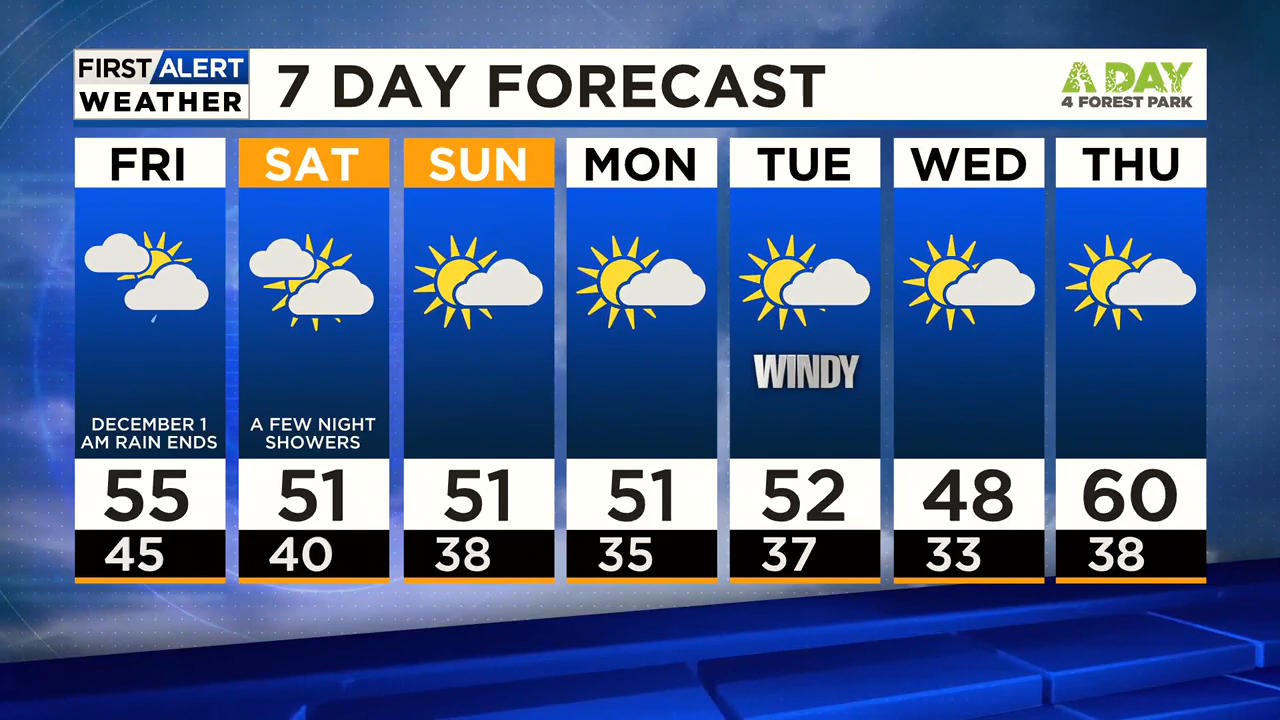 FIRST ALERT
WEATHER
7 DAY FORECAST
A DAY
4 FOREST PARK
FRI
SAT
SUN
MON
TUE
WED
THU
WINDY
DECEMBER 1
AM RAIN ENDS
A FEW NIGHT
SHOWERS
55
51
51
51
52
48
60
45
40
38
35
37
33
38